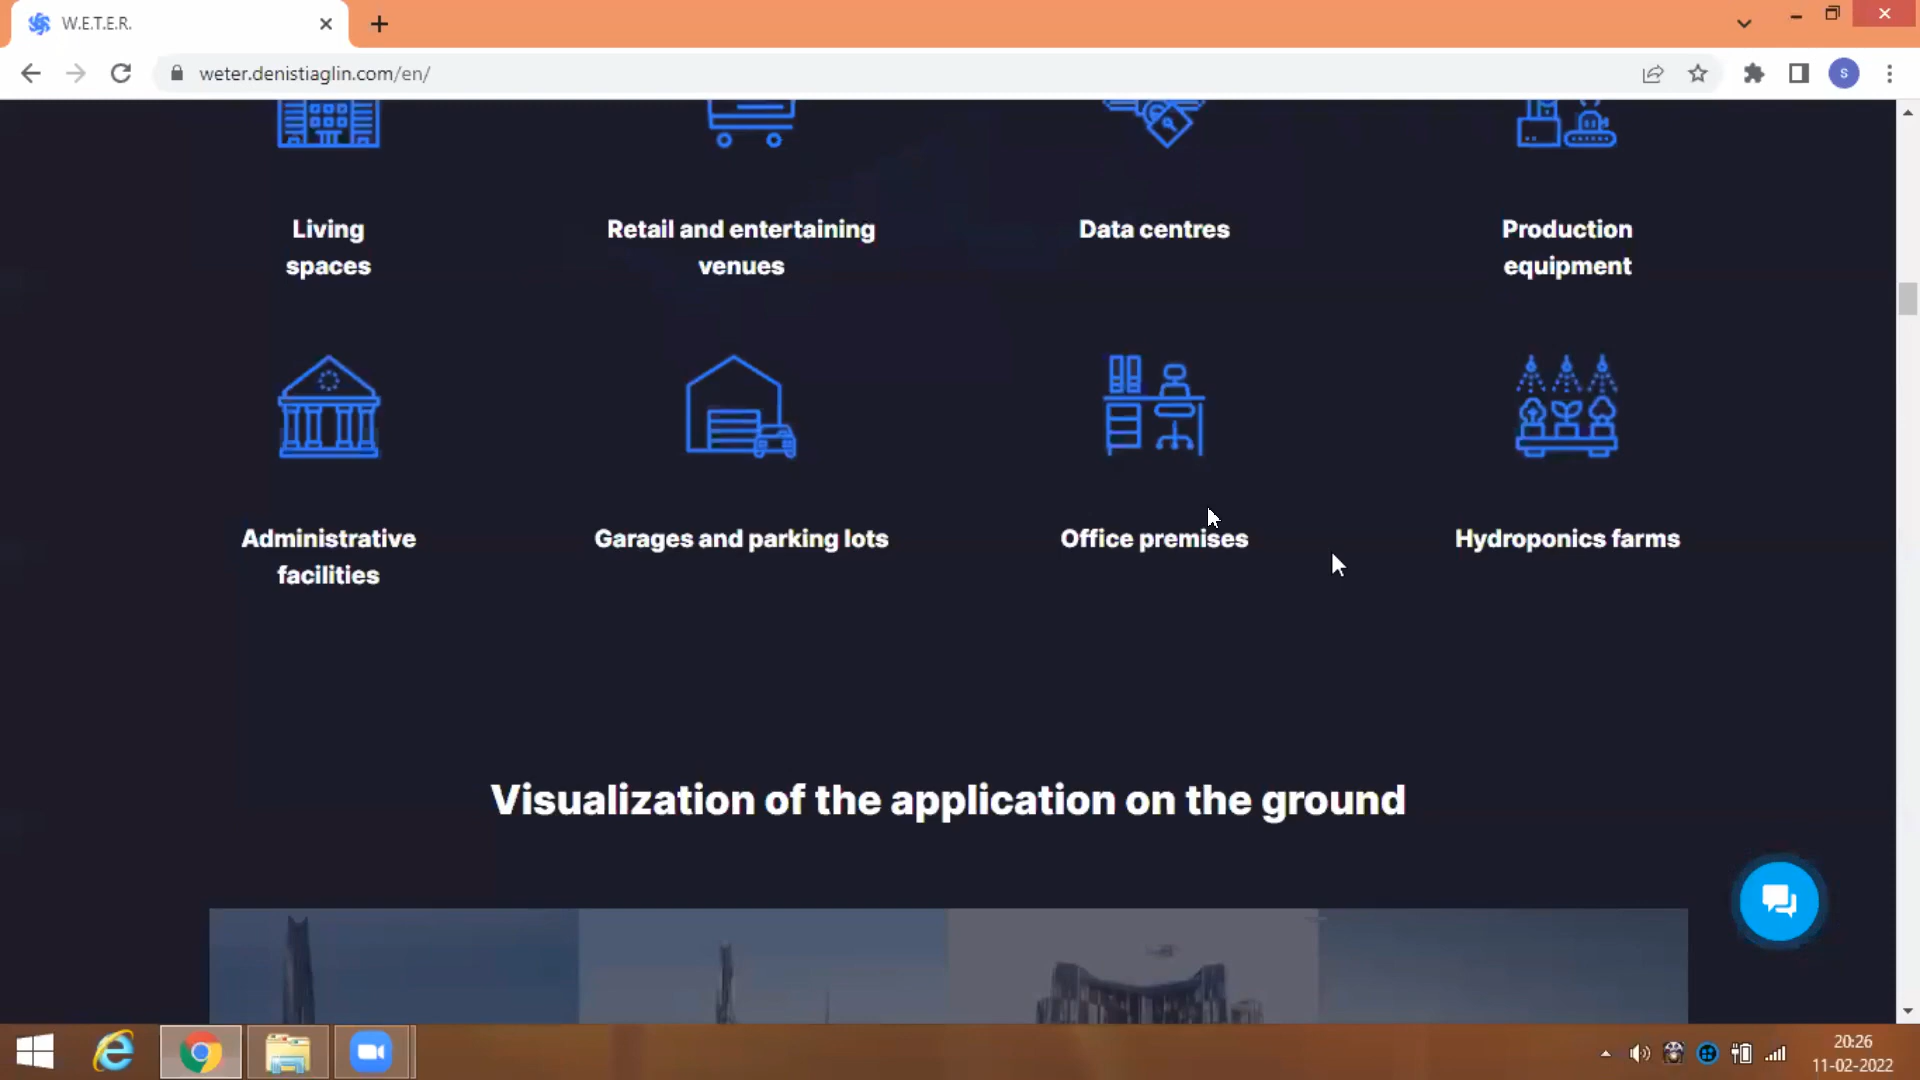 W.E.T.E.R.
weter.denistiaglin.com/en/
S
Living
spaces
Retail and entertaining
venues
Data centres
Production
equipment
Administrative
facilities
Garages and parking lots
Office premises
Hydroponics farms
Visualization of the application on the ground
20:26
11-02-2022